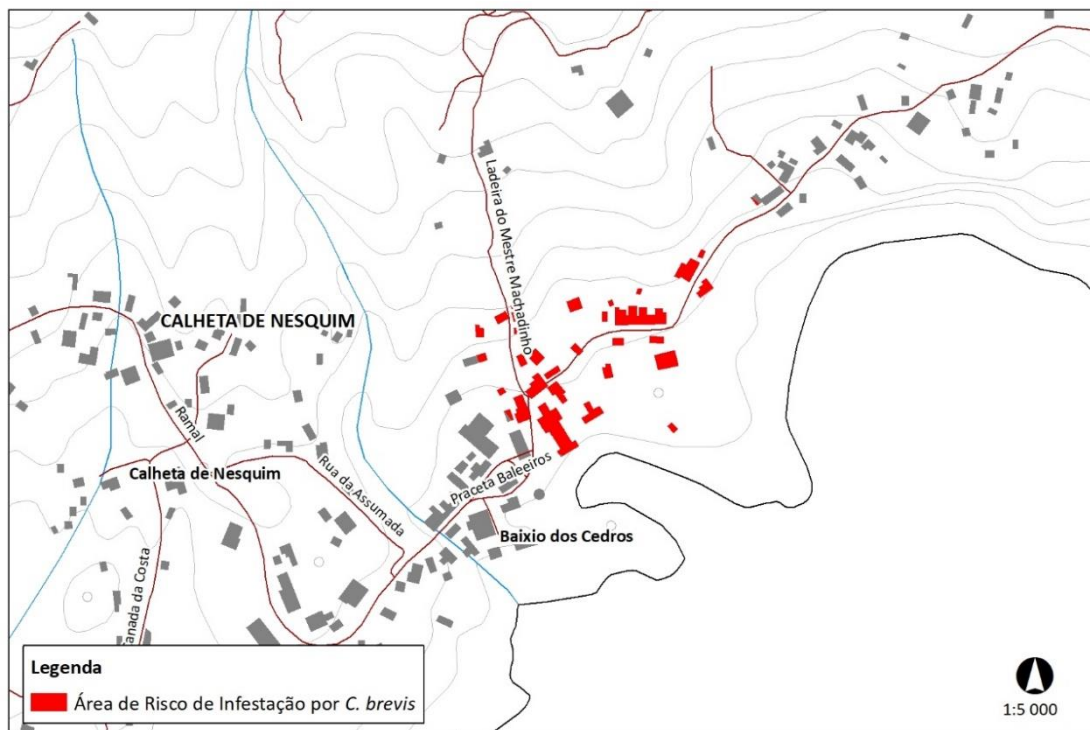 Ladeira do Mestre Machadinho
CALHETA DE NESQUIM
Ramal
Calheta de Nesquim
Rua da Assumada
Praceta Baleeiros
Baixio dos Cedros
anada da Costa
Legenda
Área de Risco de Infestação por C. brevis
1:5 000